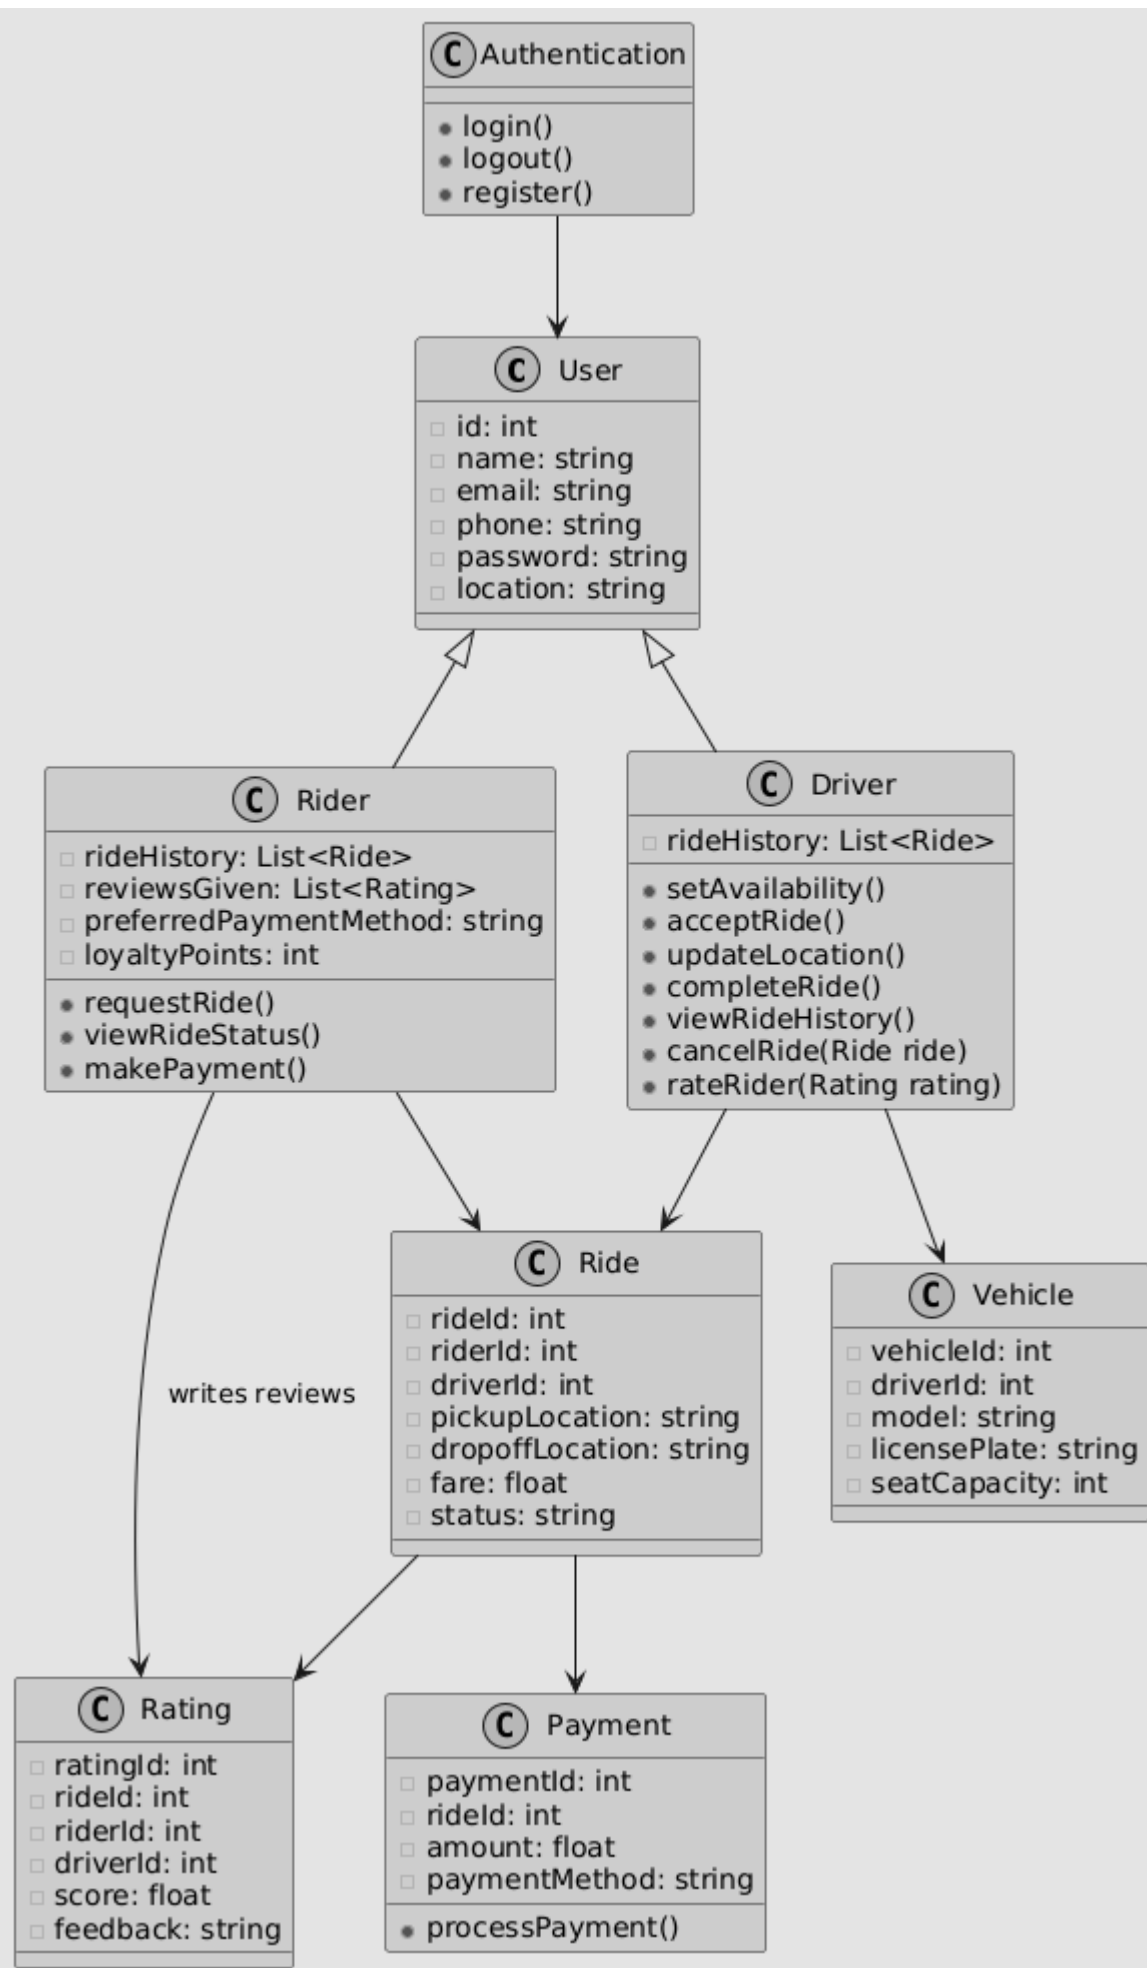 C Authentication
login()
logout()
register()
C User
id: int
name: string
email: string
phone: string
password: string
location: string
C Rider
rideHistory: List<Ride>
reviewsGiven: List<Rating>
preferredPaymentMethod: string
loyaltyPoints: int
requestRide()
viewRideStatus()
makePayment()
C Driver
rideHistory: List<Ride>
setAvailability()
acceptRide()
updateLocation()
completeRide()
viewRideHistory()
cancelRide(Ride ride)
rateRider(Rating rating)
writes reviews
C Ride
rideId: int
riderId: int
driverId: int
pickupLocation: string
dropoffLocation: string
fare: float
status: string
C Vehicle
vehicleId: int
driverId: int
model: string
licensePlate: string
seatCapacity: int
C Rating
ratingId: int
rideId: int
riderId: int
driverId: int
score: float
feedback: string
C Payment
paymentId: int
rideId: int
amount: float
paymentMethod: string
processPayment()